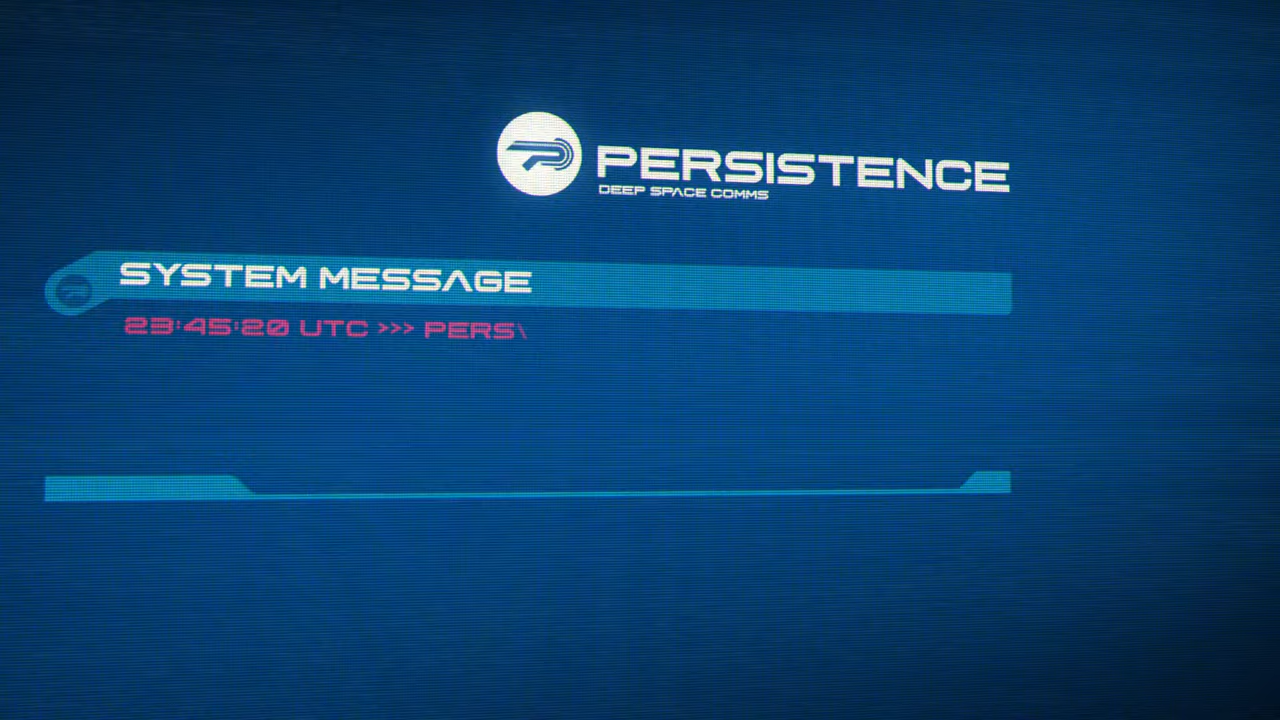 PERSISTENCE
DEEP SPACE COMMS
SYSTEM MESSAGE
23:45:20 UTC >>> PERS\